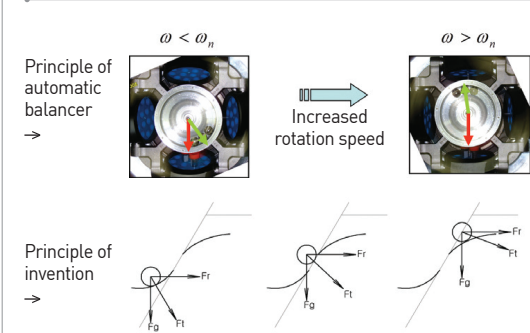 ω < ωn
ω > ωn
Principle of
automatic
balancer
→
Increased
rotation speed
Principle of
invention
→
Fr
Fg
Ft
Fr
Fg
Ft
Fr
Ft
Fg